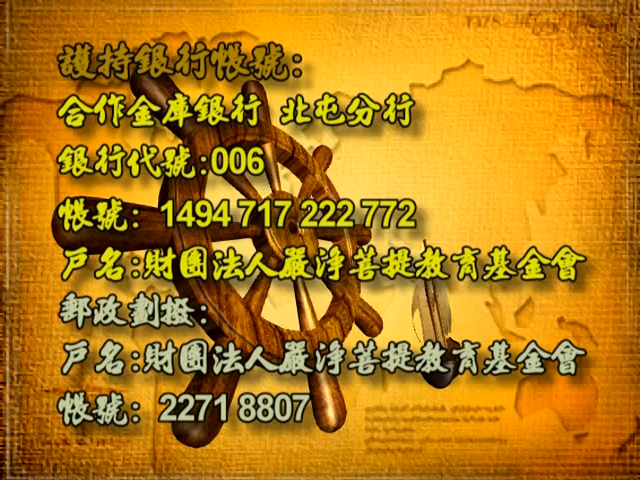 護持銀行帳號:
合作金庫銀行 北屯分行
銀行代號:006
帳號: 1494 717 222 772
戶名:財團法人嚴淨菩提教育基金會
郵政劃撥:
戶名:財團法人嚴淨菩提教育基金會
帳號: 2271 8807